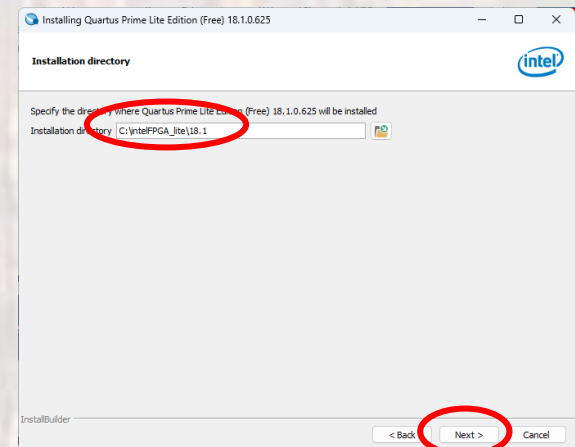 Installing Quartus Prime Lite Edition (Free) 18.1.0.625
Installation directory
intel
Specify the directory where Quartus Prime Lite Edition (Free) 18.1.0.625 will be installed
Installation directory C:\intelFPGA_lite\18.1
InstallBuilder
< Back Next > Cancel